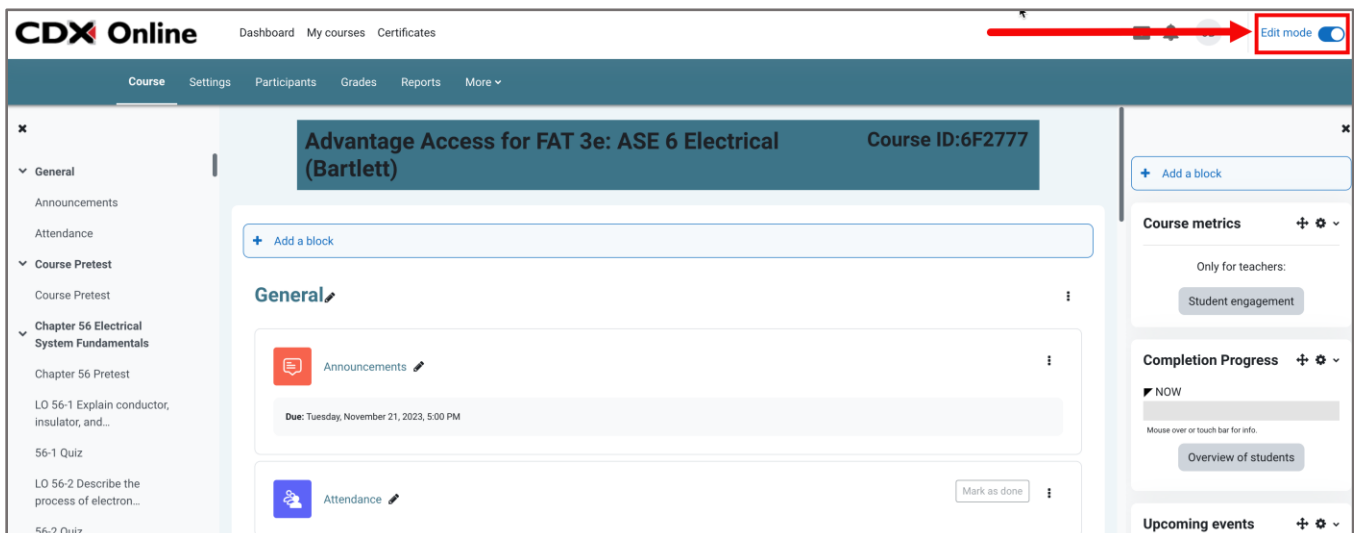 CDX Online
Dashboard My courses Certificates
Edit mode
Course Settings Participants Grades Reports More
General
Announcements
Attendance
Course Pretest
Course Pretest
Chapter 56 Electrical
System Fundamentals
Chapter 56 Pretest
LO 56-1 Explain conductor,
insulator, and...
56-1 Quiz
LO 56-2 Describe the
process of electron...
56-2 Quiz
Advantage Access for FAT 3e: ASE 6 Electrical
(Bartlett)
Course ID:6F2777
+ Add a block
General
Announcements
Due: Tuesday, November 21, 2023, 5:00 PM
Attendance
Mark as done
+ Add a block
Course metrics
Only for teachers:
Student engagement
Completion Progress
NOW
Mouse over or touch bar for info.
Overview of students
Upcoming events